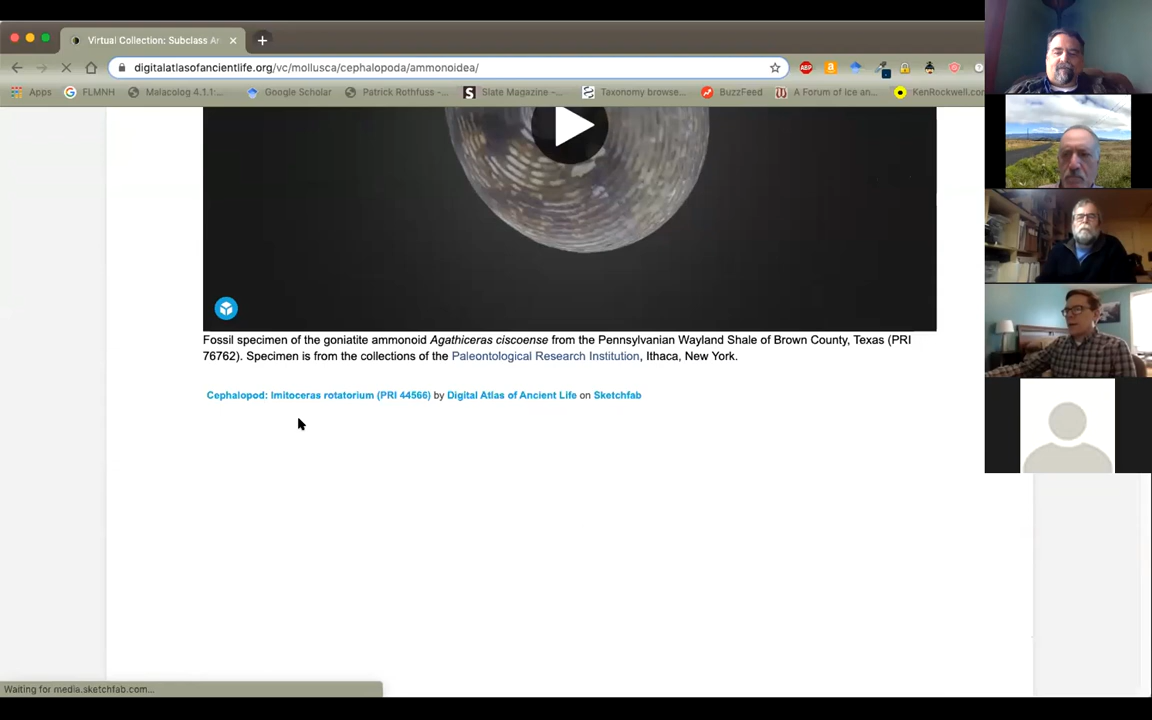 Virtual Collection: Subclass Ar
digitalatlasofancientlife.org/vc/mollusca/cephalopoda/ammonoidea/
ABP
Apps
G FLMNH
Malacolog 4.1.1:...
Google Scholar
Patrick Rothfuss -...
S Slate Magazine -...
Taxonomy browse...
BuzzFeed
A Forum of Ice an...
KenRockwell.com
Fossil specimen of the goniatite ammonoid Agathiceras ciscoense from the Pennsylvanian Wayland Shale of Brown County, Texas (PRI
76762). Specimen is from the collections of the Paleontological Research Institution, Ithaca, New York.
Cephalopod: Imitoceras rotatorium (PRI 44566) by Digital Atlas of Ancient Life on Sketchfab
Waiting for media.sketchfab.com...